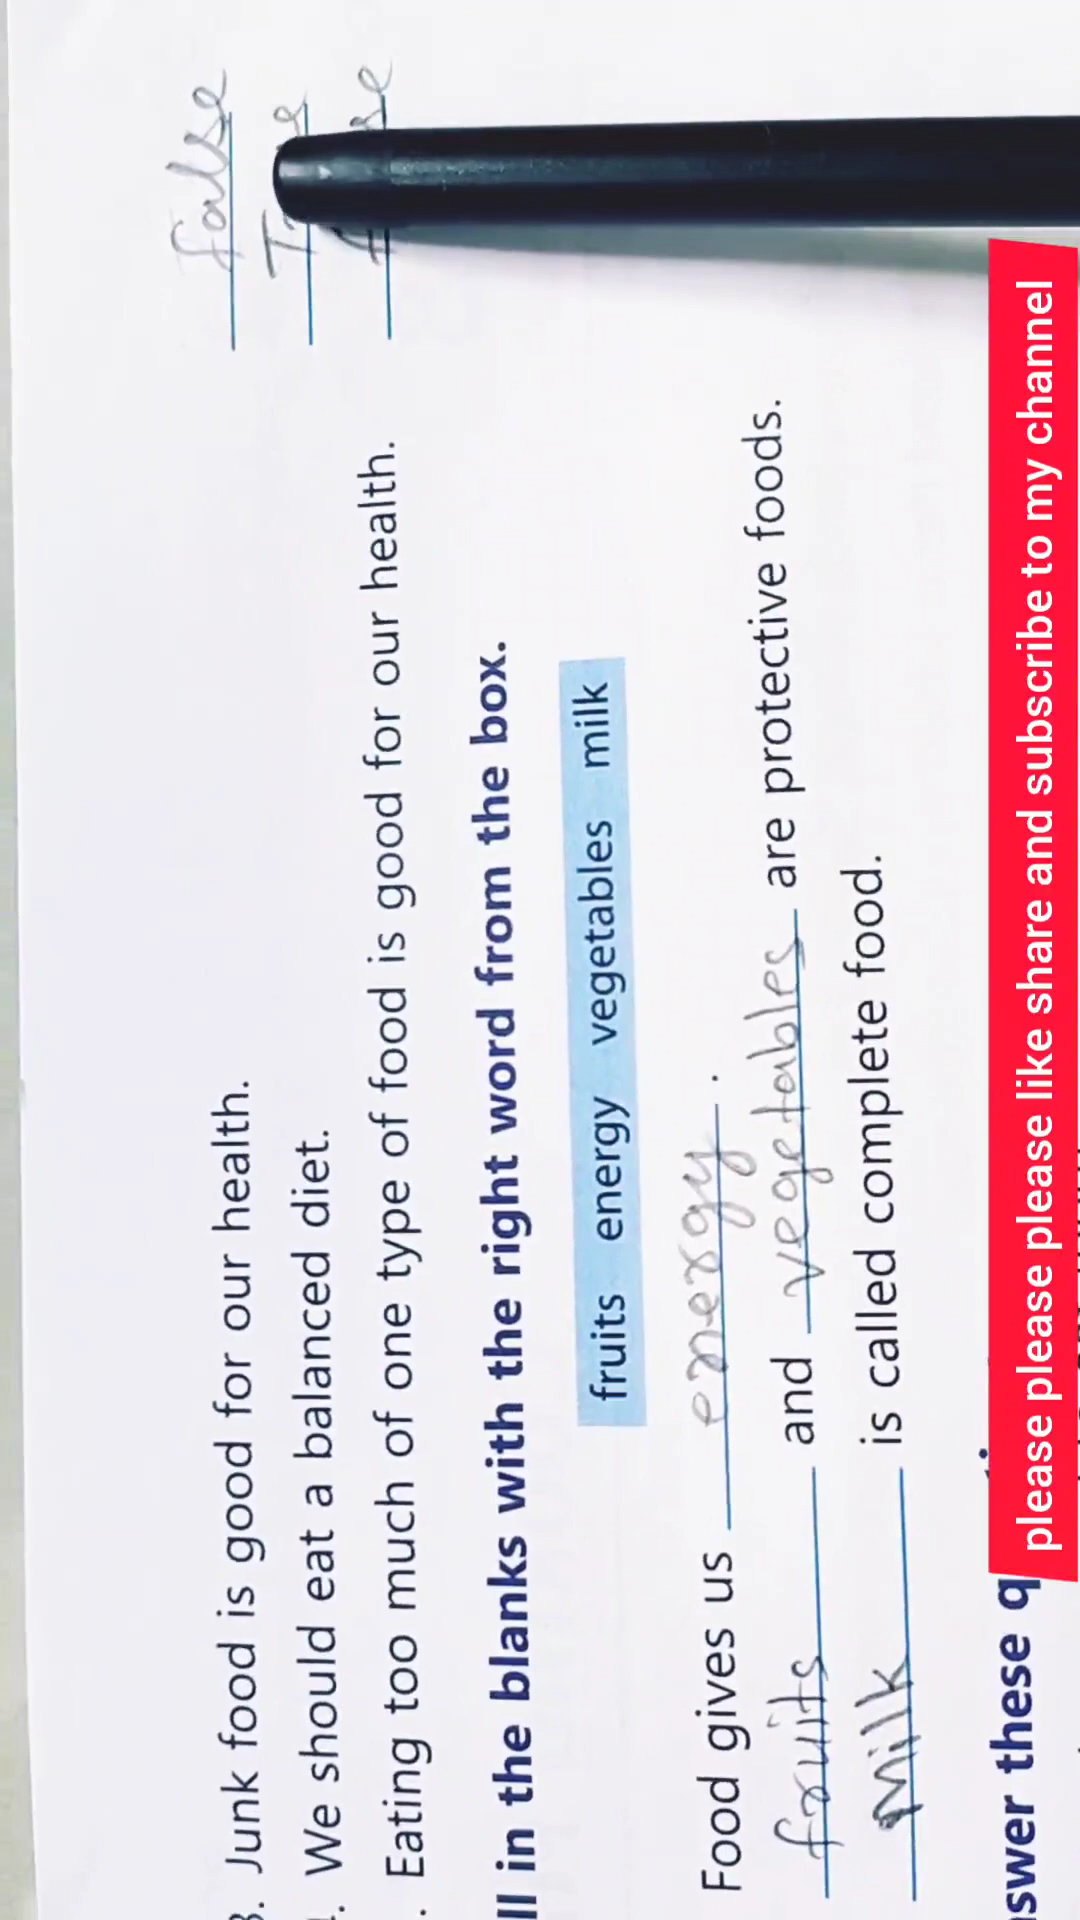 3. Junk food is good for our health. false
. We should eat a balanced diet.
. Eating too much of one type of food is good for our health.
ll in the blanks with the right word from the box.
fruits energy vegetables milk
Food gives us energy.
fruits and vegetables are protective foods.
Milk is called complete food.
swer these q
please please please like share and subscribe to my channel